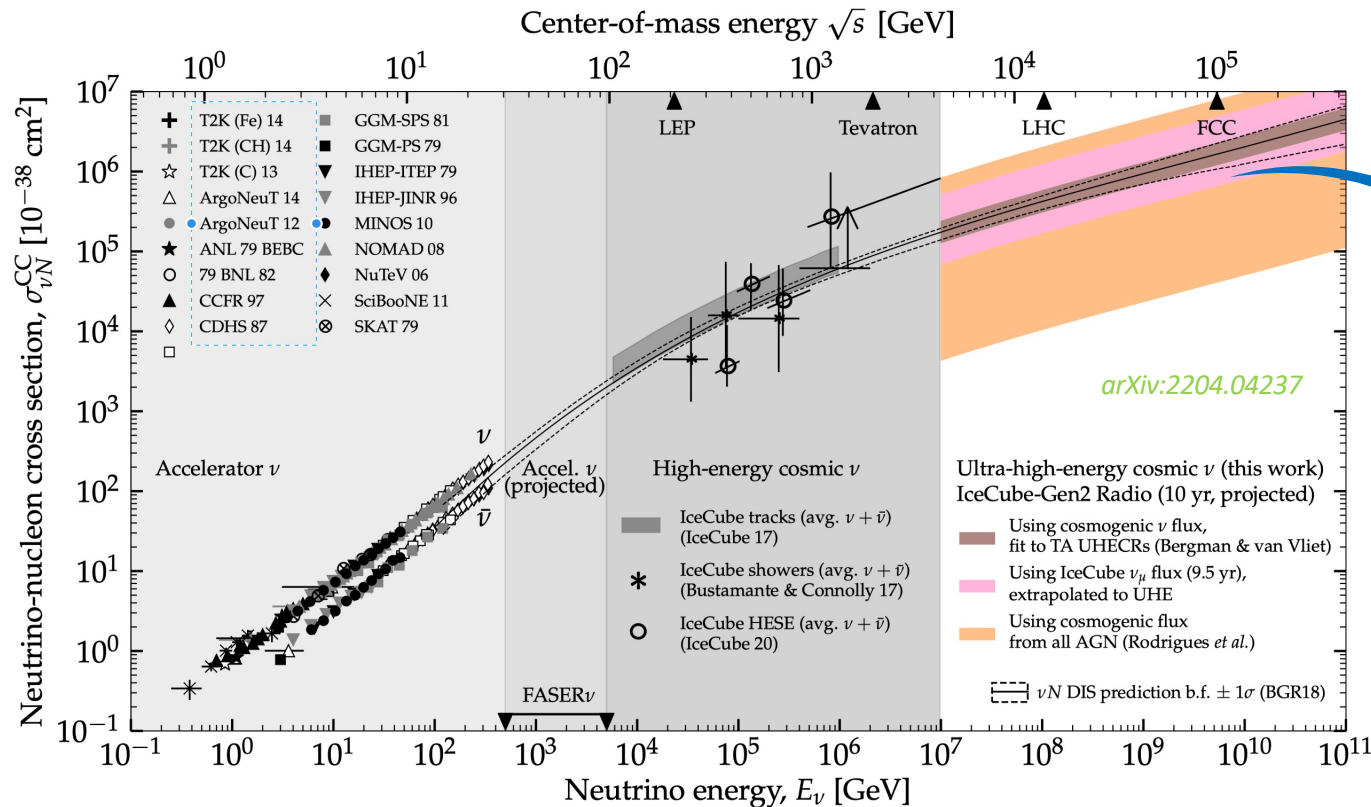 Center-of-mass energy √s [GeV]
10⁰ 10¹ 10² 10³ 10⁴ 10⁵
LEP Tevatron LHC FCC
Neutrino-nucleon cross section, σ^CC_νN [10⁻³⁸ cm²]
10⁷
10⁶
10⁵
10⁴
10³
10²
10¹
10⁰
10⁻¹
T2K (Fe) 14
T2K (CH) 14
T2K (C) 13
ArgoNeuT 14
ArgoNeuT 12
ANL 79 BEBC
79 BNL 82
CCFR 97
CDHS 87
GGM-SPS 81
GGM-PS 79
IHEP-ITEP 79
IHEP-JINR 96
MINOS 10
NOMAD 08
NuTeV 06
SciBooNE 11
SKAT 79
arXiv:2204.04237
ν
ν̄
Accelerator ν
Accel. ν
(projected)
FASERν
High-energy cosmic ν
IceCube tracks (avg. ν + ν̄)
(IceCube 17)
IceCube showers (avg. ν + ν̄)
(Bustamante & Connolly 17)
IceCube HESE (avg. ν + ν̄)
(IceCube 20)
Ultra-high-energy cosmic ν (this work)
IceCube-Gen2 Radio (10 yr, projected)
Using cosmogenic ν flux,
fit to TA UHECRs (Bergman & van Vliet)
Using IceCube ν_μ flux (9.5 yr),
extrapolated to UHE
Using cosmogenic flux
from all AGN (Rodrigues et al.)
νN DIS prediction b.f. ± 1σ (BGR18)
10⁻¹ 10⁰ 10¹ 10² 10³ 10⁴ 10⁵ 10⁶ 10⁷ 10⁸ 10⁹ 10¹⁰ 10¹¹
Neutrino energy, E_ν [GeV]